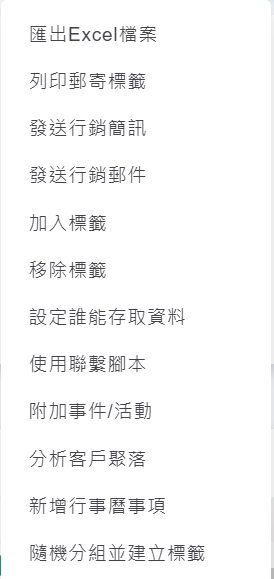 匯出Excel檔案
列印郵寄標籤
發送行銷簡訊
發送行銷郵件
加入標籤
移除標籤
設定誰能存取資料
使用聯繫腳本
附加事件/活動
分析客戶聚落
新增行事曆事項
隨機分組並建立標籤